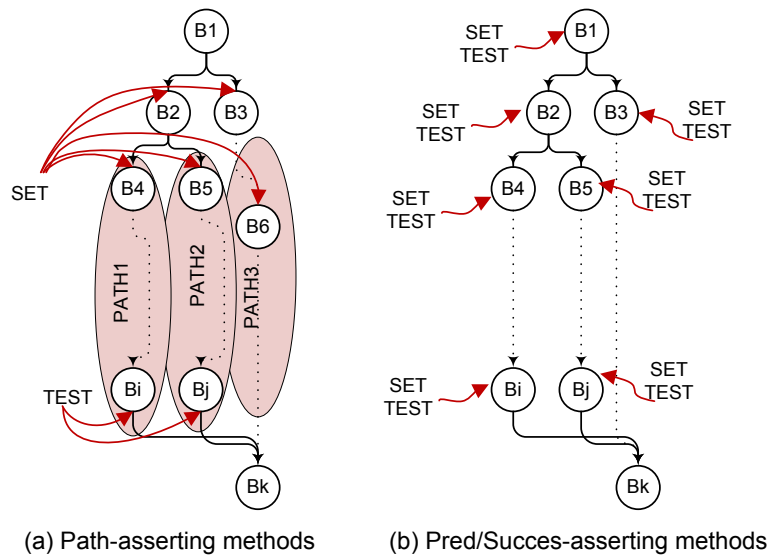 B1
B2
B3
SET
B4
B5
B6
PATH1
PATH2
PATH3
TEST
Bi
Bj
Bk
(a) Path-asserting methods
SET
TEST
B1
SET
TEST
B2
B3
SET
TEST
SET
TEST
B4
B5
SET
TEST
SET
TEST
Bi
Bj
SET
TEST
Bk
(b) Pred/Succes-asserting methods